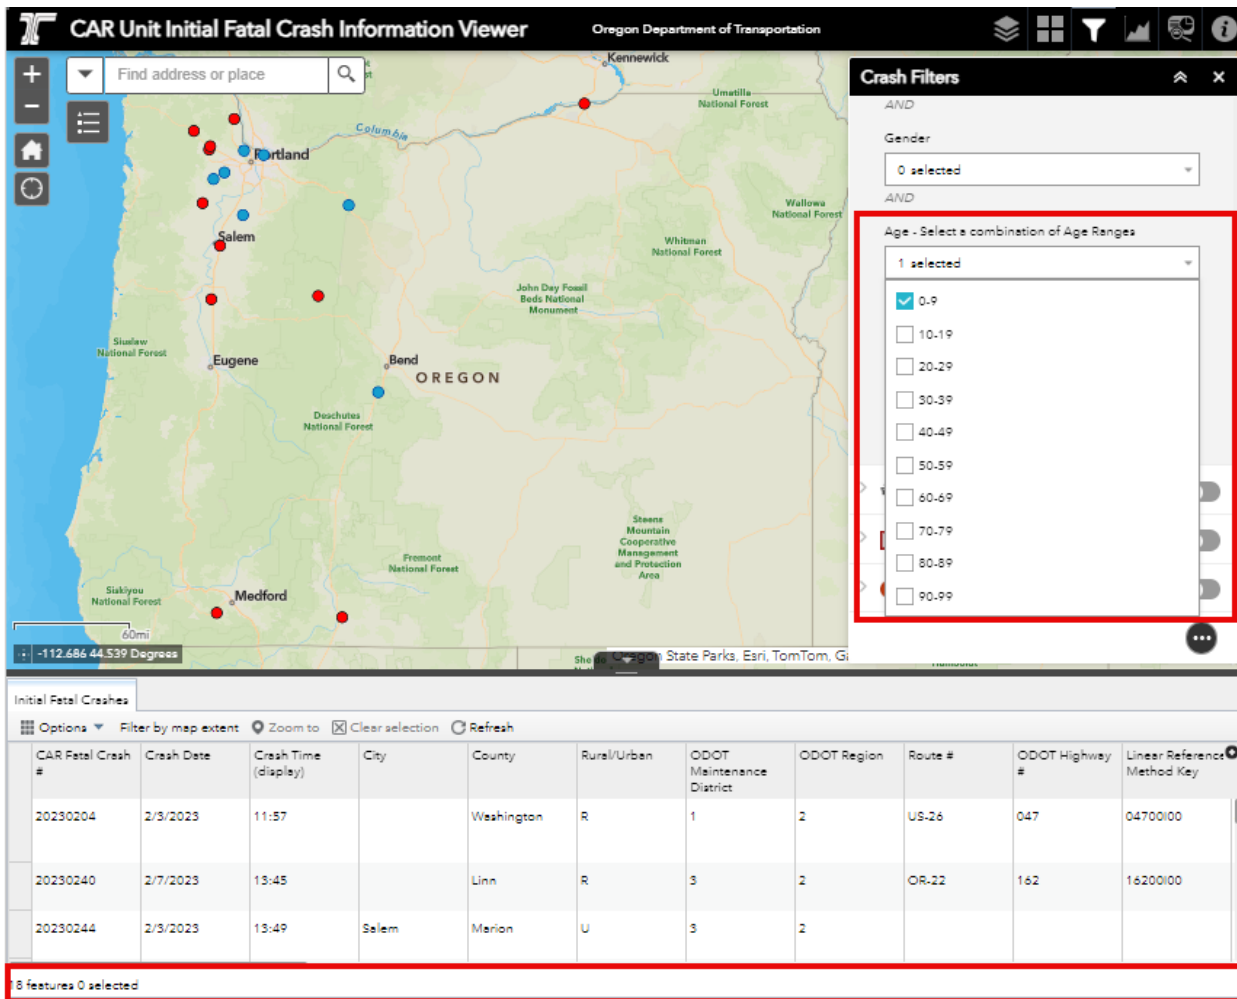 CAR Unit Initial Fatal Crash Information Viewer
Oregon Department of Transportation
Find address or place
Kennewick
Umatilla
National Forest
Columbia
Portland
Wallowa
National Forest
Salem
Whitman
National Forest
John Day Fossil
Beds National
Monument
Siuslaw
National Forest
Eugene
Bend
OREGON
Deschutes
National Forest
Steens
Mountain
Cooperative
Management
and Protection
Area
Fremont
National Forest
Siskiyou
National Forest
Medford
60mi
-112.686 44.539 Degrees
Oregon State Parks, Esri, TomTom, Ga
Crash Filters
AND
Gender
0 selected
AND
Age - Select a combination of Age Ranges
1 selected
0-9
10-19
20-29
30-39
40-49
50-59
60-69
70-79
80-89
90-99
Initial Fatal Crashes
Options Filter by map extent Zoom to Clear selection Refresh
CAR Fatal Crash # Crash Date Crash Time (display) City County Rural/Urban ODOT Maintenance District ODOT Region Route # ODOT Highway # Linear Reference Method Key
20230204 2/3/2023 11:57 Washington R 1 2 US-26 047 04700I00
20230240 2/7/2023 13:45 Linn R 3 2 OR-22 162 16200I00
20230244 2/3/2023 13:49 Salem Marion U 3 2
18 features 0 selected